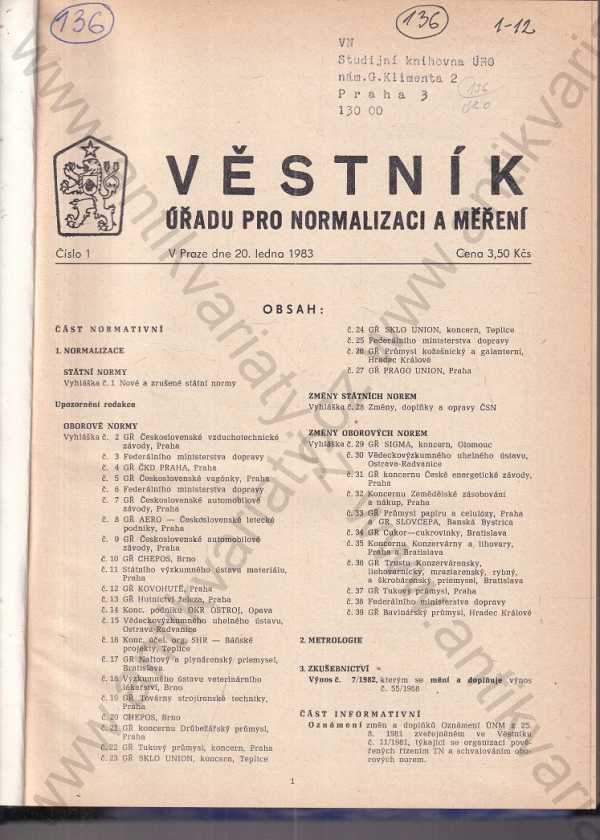 136
136
1-12
VN
Studijní knihovna ÚRO
nám.G.Klimenta 2
Praha 3
130 00
136
VĚSTNÍK
ÚŘADU PRO NORMALIZACI A MĚŘENÍ
Číslo 1
V Praze dne 20. ledna 1983
Cena 3,50 Kčs
OBSAH:
ČÁST NORMATIVNÍ
1. NORMALIZACE
STÁTNÍ NORMY
Vyhláška č. 1 Nové a zrušené státní normy
Upozornění redakce
OBOROVÉ NORMY
Vyhláška č. 2 GŘ Československé vzduchotechnické
závody, Praha
č. 3 Federálního ministerstva dopravy
č. 4 GŘ ČKD PRAHA, Praha
č. 5 GŘ Československé vagónky, Praha
č. 6 Federálního ministerstva dopravy
č. 7 GŘ Československé automobilové
závody, Praha
č. 8 GŘ AERO — Československé letecké
podniky, Praha
č. 9 GŘ Československé automobilové
závody, Praha
č. 10 GŘ CHEPOS, Brno
č. 11 Státního výzkumného ústavu materiálu,
Praha
č. 12 GŘ KOVOHUTĚ, Praha
č. 13 GŘ Hutnictví železa, Praha
č. 14 Konc. podniku OKR OSTROJ, Opava
č. 15 Vědeckovýzkumného uhelného ústavu,
Ostrava-Radvanice
č. 16 Konc. účel. org. SHR — Báňské
projekty, Teplice
č. 17 GŘ Naftový a plynárenský priemysel,
Bratislava
č. 18 Výzkumného ústavu veterinárního
lékařství, Brno
č. 19 GŘ Továrny strojírenské techniky,
Praha
č. 20 CHEPOS, Brno
č. 21 GŘ koncernu Drůbežářský průmysl,
Praha
č. 22 GŘ Tukový průmysl, koncern, Praha
č. 23 GŘ SKLO UNION, koncern, Teplice
č. 24 GŘ SKLO UNION, koncern, Teplice
č. 25 Federálního ministerstva dopravy
č. 26 GŘ Průmysl kožešnický a galanterní,
Hradec Králové
č. 27 GŘ PRAGO UNION, Praha
ZMĚNY STÁTNÍCH NOREM
Vyhláška č. 28 Změny, doplňky a opravy ČSN
ZMĚNY OBOROVÝCH NOREM
Vyhláška č. 29 GŘ SIGMA, koncern, Olomouc
č. 30 Vědeckovýzkumného uhelného ústavu,
Ostrava-Radvanice
č. 31 GŘ koncernu České energetické závody,
Praha
č. 32 Koncernu Zemědělské zásobování
a nákup, Praha
č. 33 GŘ Průmysl papíru a celulózy, Praha
a GR. SLOVCEPA, Banská Bystrica
č. 34 GŘ Cukor—cukrovinky, Bratislava
č. 35 Koncernu Konzervárny a lihovary,
Praha a Bratislava
č. 36 GŘ Trustu Konzervárensky,
liehovarnícky, mraziarenský, rybný,
a škrobárenský, priemysel, Bratislava
č. 37 GŘ Tukový průmysl, Praha
č. 38 Federálního ministerstva dopravy
č. 39 GŘ Bavlnářský průmysl, Hradec Králové
2. METROLOGIE
3. ZKUŠEBNICTVÍ
Výnos č. 7/1982, kterým se mění a doplňuje výnos
č. 55/1968
ČÁST INFORMATIVNÍ
Oznámení změn a doplňků Oznámení ÚNM z 25.
8. 1981 zveřejněném ve Věstníku
č. 11/1981, týkající se organizací pově-
řených řízením TN a schvalováním obo-
rových norem.
1
www.antikvariaty.cz